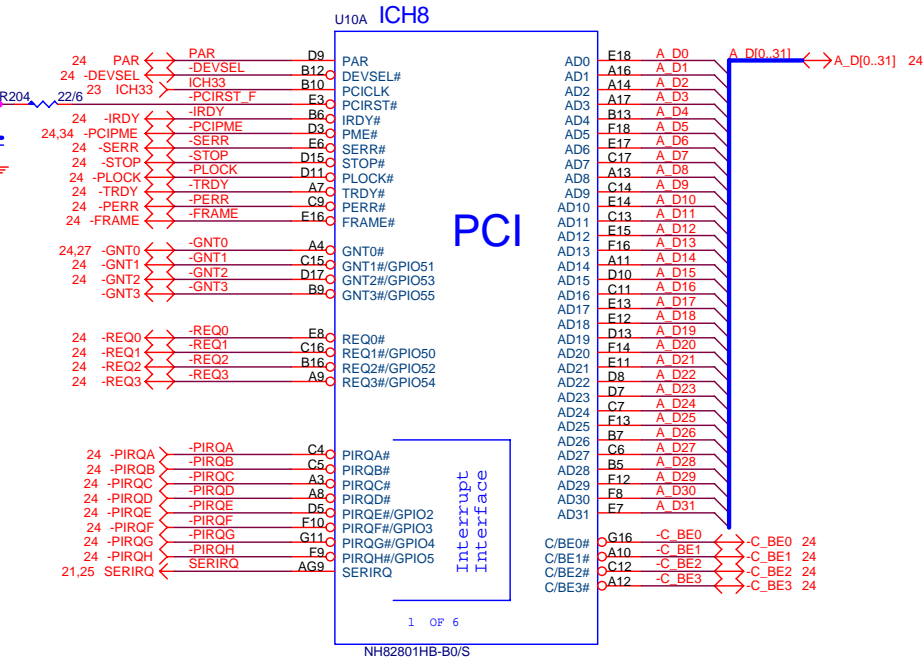 U10A ICH8
24 PAR PAR D9 PAR AD0 E18 A_D0 A_D[0..31] A_D[0..31] 24
24 -DEVSEL -DEVSEL B12 DEVSEL# AD1 A16 A_D1
23 ICH33 ICH33 B10 PCICLK AD2 A14 A_D2
R204 22/6 -PCIRST_F E3 PCIRST# AD3 A17 A_D3
24 -IRDY -IRDY B6 IRDY# AD4 B13 A_D4
24,34 -PCIPME -PCIPME D3 PME# AD5 F18 A_D5
24 -SERR -SERR E6 SERR# AD6 E17 A_D6
24 -STOP -STOP D15 STOP# AD7 C17 A_D7
24 -PLOCK -PLOCK D11 PLOCK# AD8 A13 A_D8
24 -TRDY -TRDY A7 TRDY# AD9 C14 A_D9
24 -PERR -PERR C9 PERR# AD10 E14 A_D10
24 -FRAME -FRAME E16 FRAME# AD11 C13 A_D11
PCI
AD12 E15 A_D12
24,27 -GNT0 -GNT0 A4 GNT0# AD13 F16 A_D13
24 -GNT1 -GNT1 C15 GNT1#/GPIO51 AD14 A11 A_D14
24 -GNT2 -GNT2 D17 GNT2#/GPIO53 AD15 D10 A_D15
-GNT3 -GNT3 B9 GNT3#/GPIO55 AD16 C11 A_D16
AD17 E13 A_D17
AD18 E12 A_D18
24 -REQ0 -REQ0 E8 REQ0# AD19 D13 A_D19
24 -REQ1 -REQ1 C16 REQ1#/GPIO50 AD20 F14 A_D20
24 -REQ2 -REQ2 B16 REQ2#/GPIO52 AD21 E11 A_D21
24 -REQ3 -REQ3 A9 REQ3#/GPIO54 AD22 D8 A_D22
AD23 D7 A_D23
AD24 C7 A_D24
AD25 F13 A_D25
AD26 B7 A_D26
24 -PIRQA -PIRQA C4 PIRQA# AD27 C6 A_D27
24 -PIRQB -PIRQB C5 PIRQB# AD28 B5 A_D28
24 -PIRQC -PIRQC A3 PIRQC# AD29 F12 A_D29
24 -PIRQD -PIRQD A8 PIRQD# AD30 F8 A_D30
24 -PIRQE -PIRQE D5 PIRQE#/GPIO2 AD31 E7 A_D31
24 -PIRQF -PIRQF F10 PIRQF#/GPIO3
24 -PIRQG -PIRQG G11 PIRQG#/GPIO4 C/BE0# G16 -C_BE0 -C_BE0 24
24 -PIRQH -PIRQH F9 PIRQH#/GPIO5 C/BE1# A10 -C_BE1 -C_BE1 24
21,25 SERIRQ SERIRQ AG9 SERIRQ C/BE2# C12 -C_BE2 -C_BE2 24
C/BE3# A12 -C_BE3 -C_BE3 24
Interrupt
Interface
1 OF 6
NH82801HB-B0/S